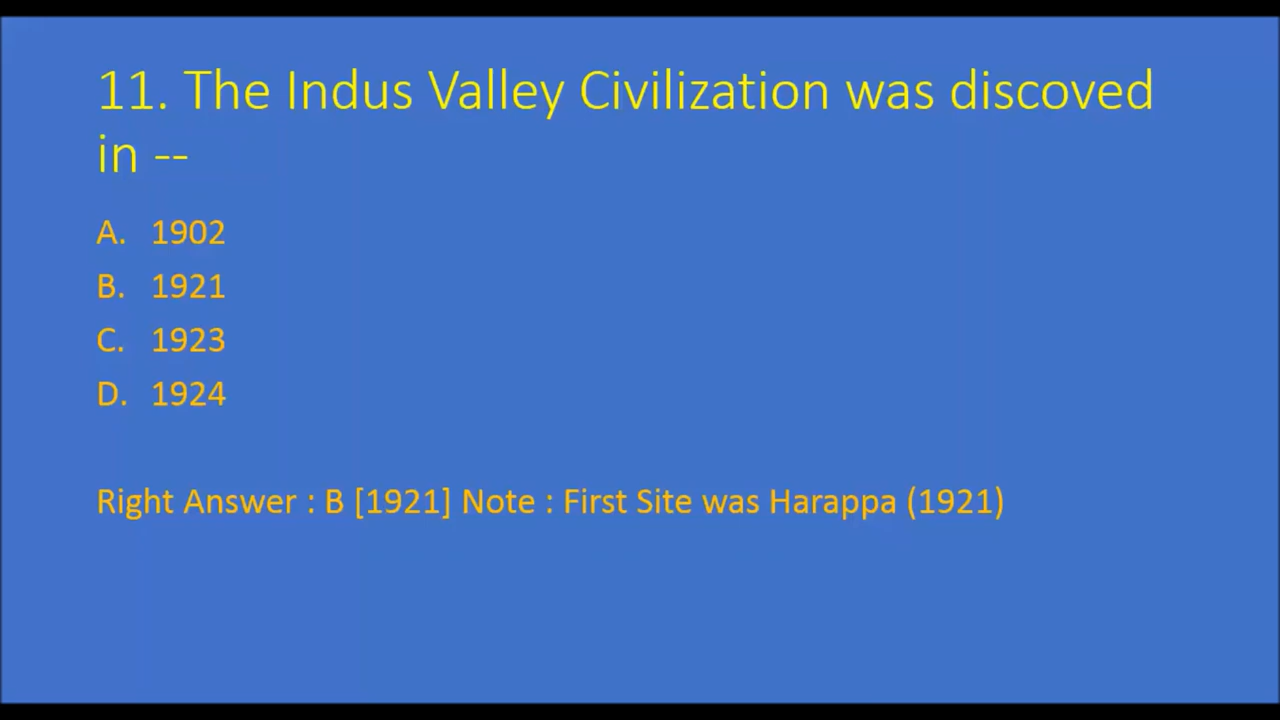 11. The Indus Valley Civilization was discoved
in --
A. 1902
B. 1921
C. 1923
D. 1924
Right Answer : B [1921] Note : First Site was Harappa (1921)